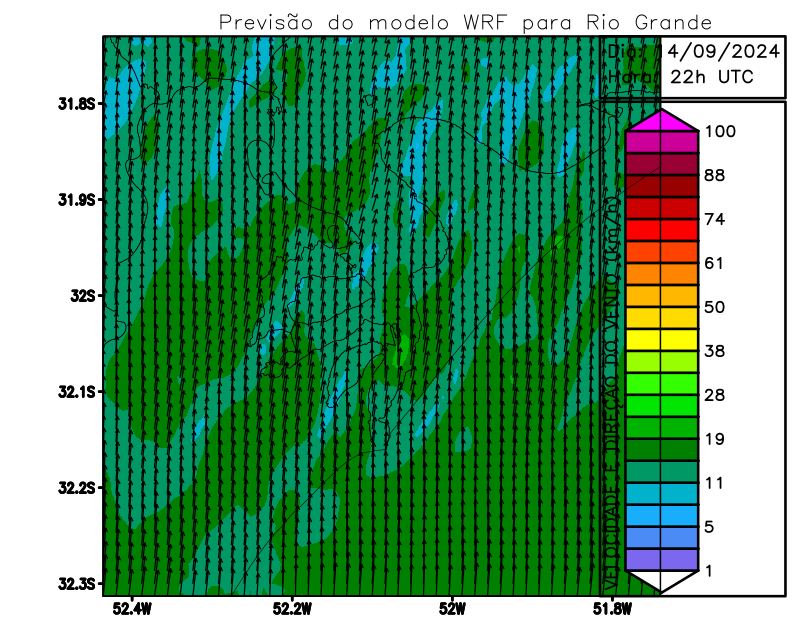 Previsão do modelo WRF para Rio Grande
Dia: 14/09/2024
Hora: 22h UTC
31.8S
31.9S
32S
32.1S
32.2S
32.3S
52.4W
52.2W
52W
51.8W
VELOCIDADE E DIREÇÃO DO VENTO (Km/h)
100
88
74
61
50
38
28
19
11
5
1